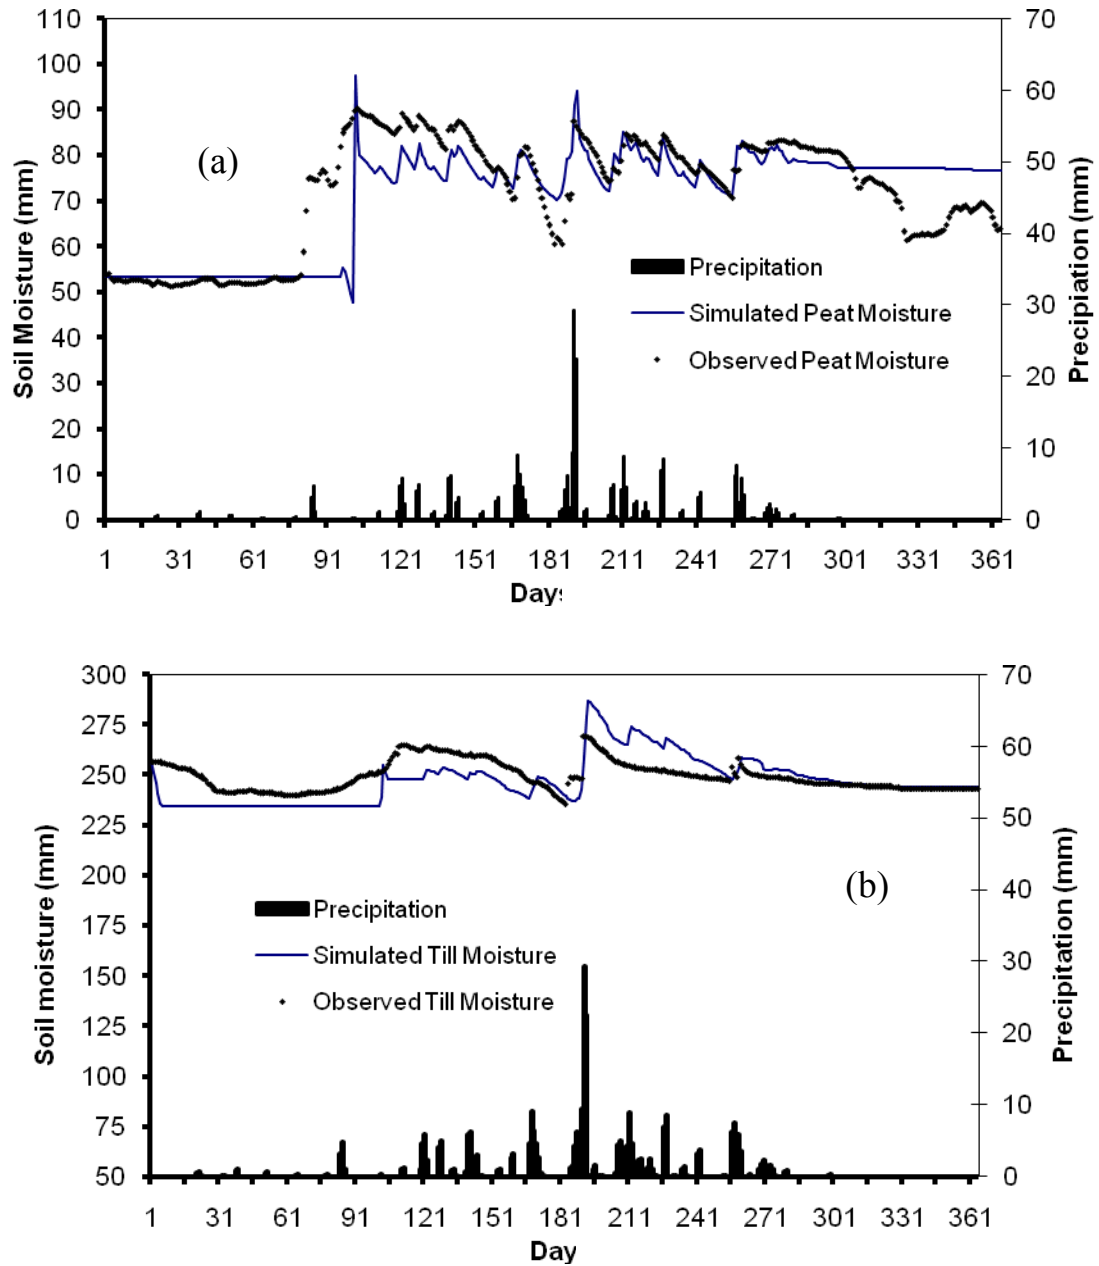 110
100
90
80
70
60
50
40
30
20
10
0
Soil Moisture (mm)
70
60
50
40
30
20
10
0
Precipiation (mm)
(a)
Precipitation
Simulated Peat Moisture
Observed Peat Moisture
1 31 61 91 121 151 181 211 241 271 301 331 361
Days
300
275
250
225
200
175
150
125
100
75
50
Soil moisture (mm)
70
60
50
40
30
20
10
0
Precipitation (mm)
(b)
Precipitation
Simulated Till Moisture
Observed Till Moisture
1 31 61 91 121 151 181 211 241 271 301 331 361
Day